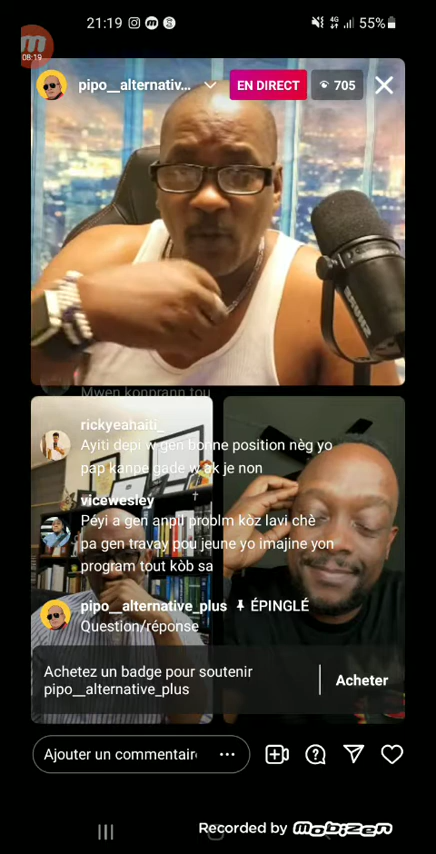 21:19
4G
55%
m
08:19
pipo__alternativ...
EN DIRECT
705
Mwen konprann tou
rickyeahaiti_
Ayiti depi w gen bonne position nèg yo
pap kanpe gade w ak je non
vicewesley
Péyi a gen anpil problm kòz lavi chè
pa gen travay pou jeune yo imajine yon
program tout kòb sa
pipo__alternative_plus ÉPINGLÉ
Question/réponse
Achetez un badge pour soutenir
pipo__alternative_plus
Acheter
Ajouter un commentair
Recorded by mobizen